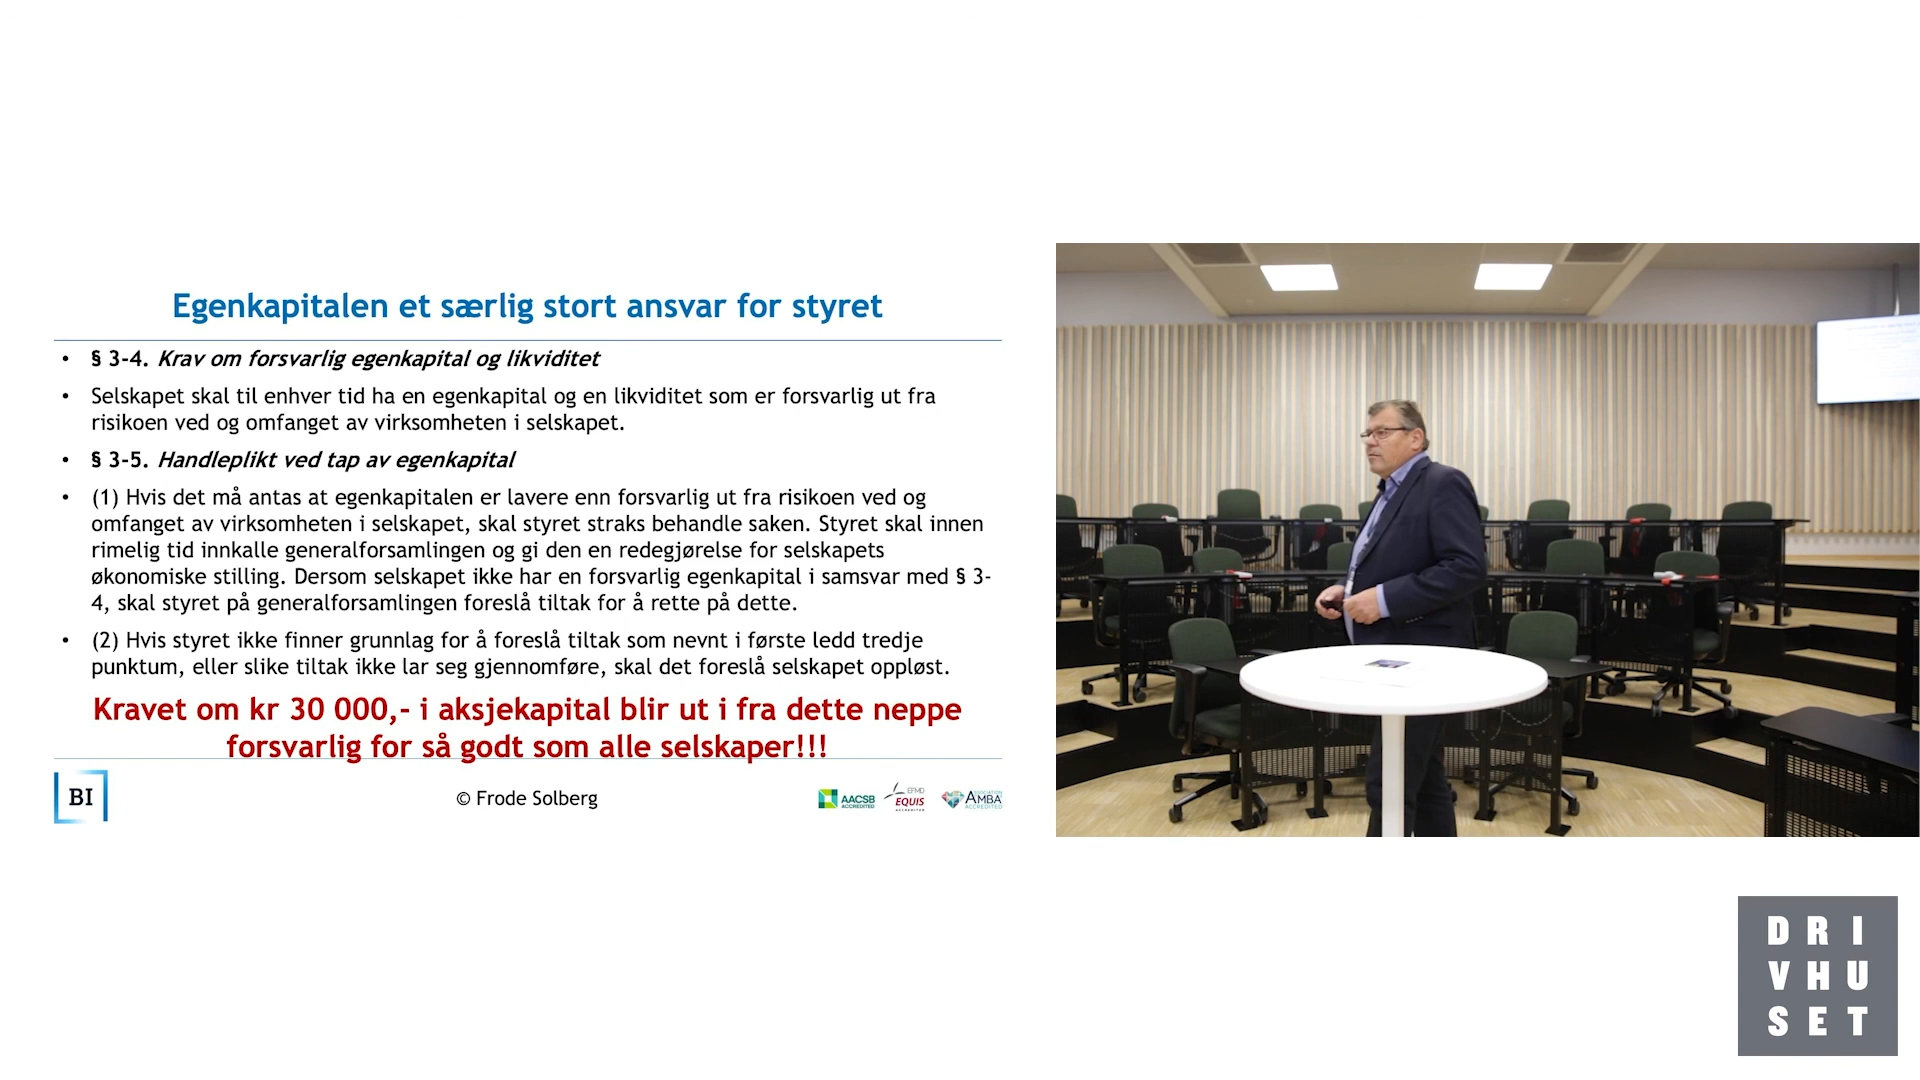 Egenkapitalen et særlig stort ansvar for styret
• § 3-4. Krav om forsvarlig egenkapital og likviditet
• Selskapet skal til enhver tid ha en egenkapital og en likviditet som er forsvarlig ut fra
risikoen ved og omfanget av virksomheten i selskapet.
• § 3-5. Handleplikt ved tap av egenkapital
• (1) Hvis det må antas at egenkapitalen er lavere enn forsvarlig ut fra risikoen ved og
omfanget av virksomheten i selskapet, skal styret straks behandle saken. Styret skal innen
rimelig tid innkalle generalforsamlingen og gi den en redegjørelse for selskapets
økonomiske stilling. Dersom selskapet ikke har en forsvarlig egenkapital i samsvar med § 3-
4, skal styret på generalforsamlingen foreslå tiltak for å rette på dette.
• (2) Hvis styret ikke finner grunnlag for å foreslå tiltak som nevnt i første ledd tredje
punktum, eller slike tiltak ikke lar seg gjennomføre, skal det foreslå selskapet oppløst.
Kravet om kr 30 000,- i aksjekapital blir ut i fra dette neppe
forsvarlig for så godt som alle selskaper!!!
BI
© Frode Solberg
AACSB
ACCREDITED
EFMD
EQUIS
ACCREDITED
ASSOCIATION
AMBA
ACCREDITED
DRI
VHU
SET